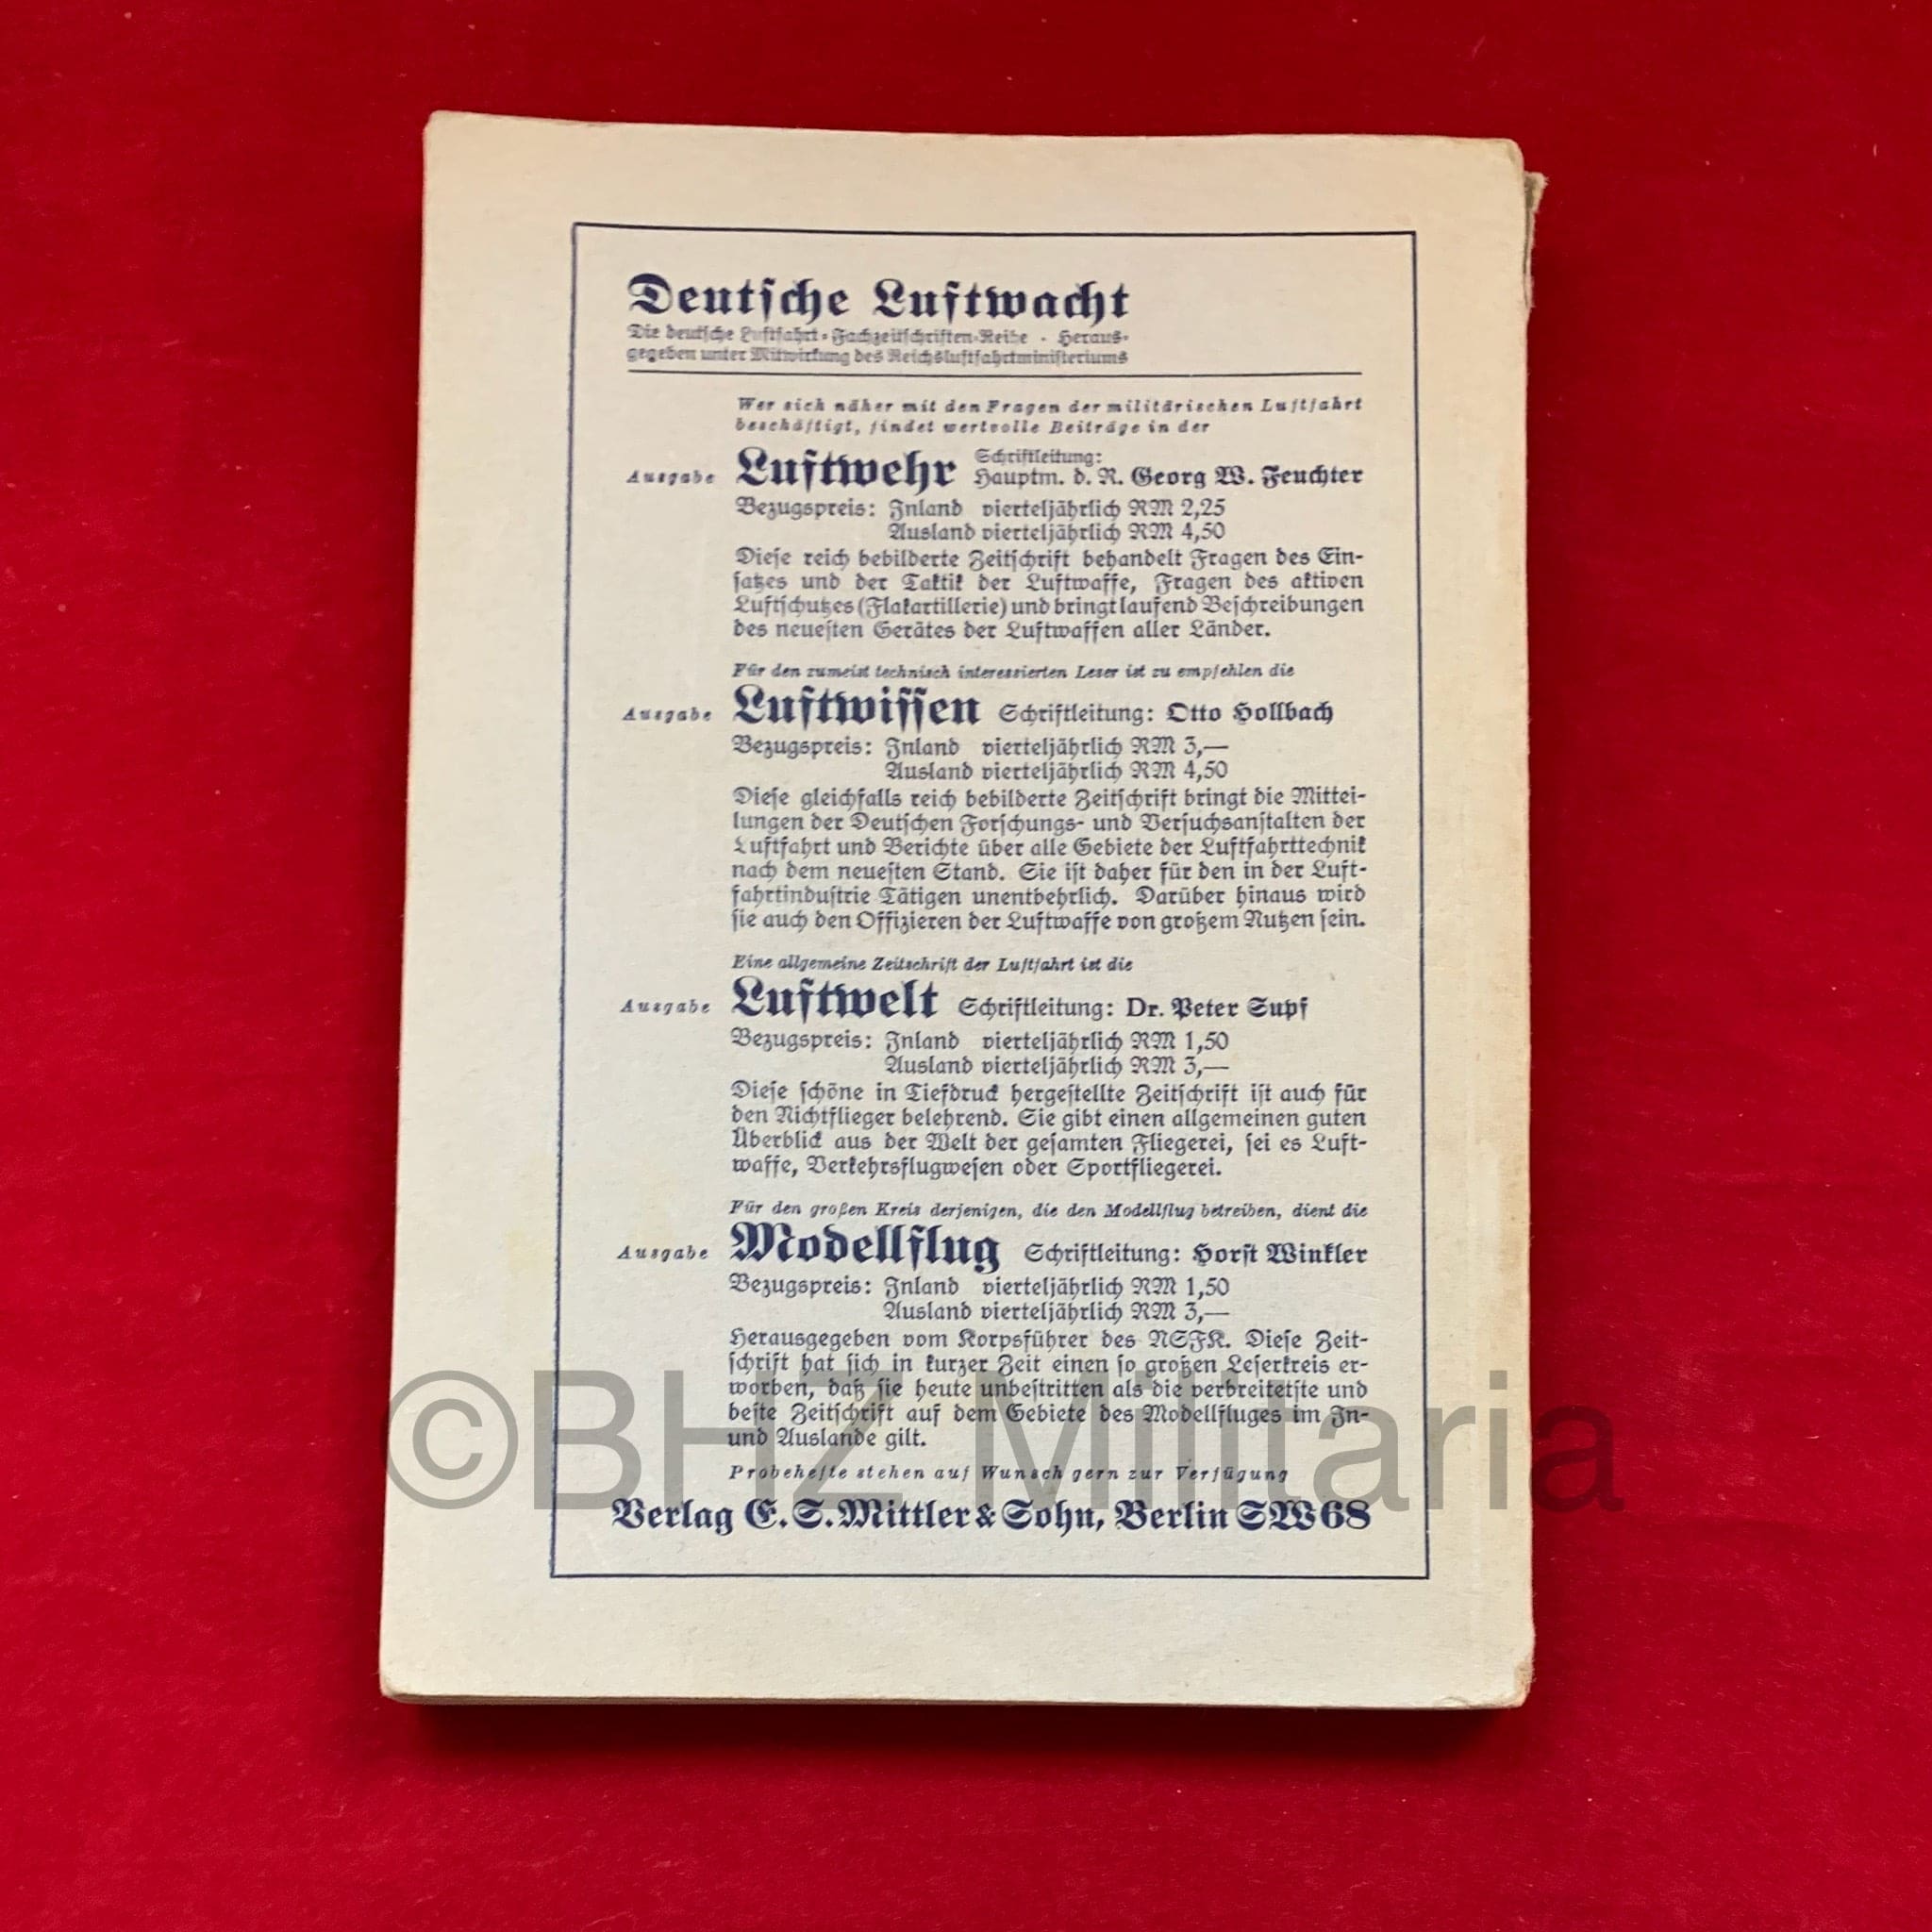 Deutsche Luftwacht
Die deutsche Luftfahrt-Fachzeitschriften-Reihe · Heraus-
gegeben unter Mitwirkung des Reichsluftfahrtministeriums
Wer sich näher mit den Fragen der militärischen Luftfahrt
beschäftigt, findet wertvolle Beiträge in der
Ausgabe Luftwehr Schriftleitung:
Hauptm. d. R. Georg W. Feuchter
Bezugspreis: Inland vierteljährlich RM 2,25
Ausland vierteljährlich RM 4,50
Diese reich bebilderte Zeitschrift behandelt Fragen des Ein-
satzes und der Taktik der Luftwaffe, Fragen des aktiven
Luftschutzes (Flakartillerie) und bringt laufend Beschreibungen
des neuesten Gerätes der Luftwaffen aller Länder.
Für den zumeist technisch interessierten Leser ist zu empfehlen die
Ausgabe Luftwissen Schriftleitung: Otto Hollbach
Bezugspreis: Inland vierteljährlich RM 3,—
Ausland vierteljährlich RM 4,50
Diese gleichfalls reich bebilderte Zeitschrift bringt die Mittei-
lungen der Deutschen Forschungs- und Versuchsanstalten der
Luftfahrt und Berichte über alle Gebiete der Luftfahrttechnik
nach dem neuesten Stand. Sie ist daher für den in der Luft-
fahrtindustrie Tätigen unentbehrlich. Darüber hinaus wird
sie auch den Offizieren der Luftwaffe von großem Nutzen sein.
Eine allgemeine Zeitschrift der Luftfahrt ist die
Ausgabe Luftwelt Schriftleitung: Dr. Peter Supf
Bezugspreis: Inland vierteljährlich RM 1,50
Ausland vierteljährlich RM 3,—
Diese schöne in Tiefdruck hergestellte Zeitschrift ist auch für
den Nichtflieger belehrend. Sie gibt einen allgemeinen guten
Überblick aus der Welt der gesamten Fliegerei, sei es Luft-
waffe, Verkehrsflugwesen oder Sportfliegerei.
Für den großen Kreis derjenigen, die den Modellflug betreiben, dient die
Ausgabe Modellflug Schriftleitung: Horst Winkler
Bezugspreis: Inland vierteljährlich RM 1,50
Ausland vierteljährlich RM 3,—
Herausgegeben vom Korpsführer des NSFK. Diese Zeit-
schrift hat sich in kurzer Zeit einen so großen Leserkreis er-
worben, daß sie heute unbestritten als die verbreitetste und
beste Zeitschrift auf dem Gebiete des Modellfluges im In-
und Auslande gilt.
Probehefte stehen auf Wunsch gern zur Verfügung
Verlag E. S. Mittler & Sohn, Berlin SW 68
©BHZ Militaria